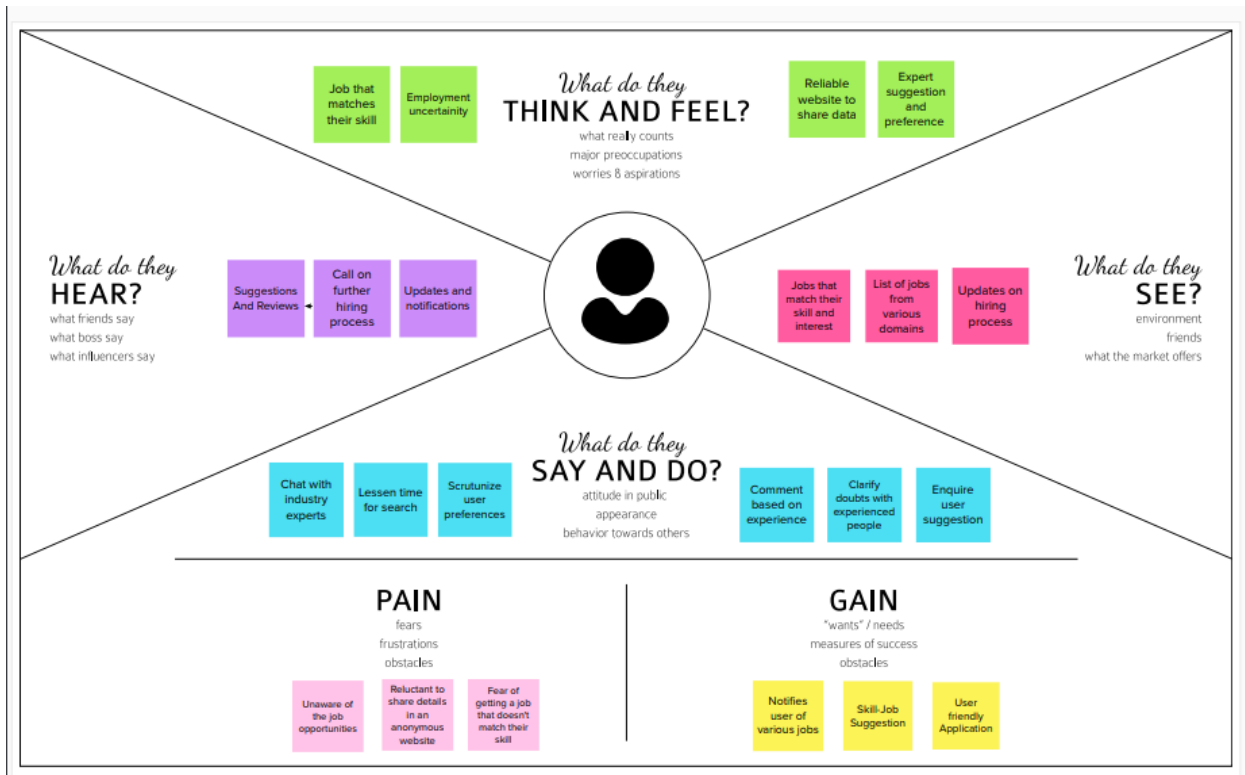 What do they
THINK AND FEEL?
what really counts
major preoccupations
worries & aspirations
Job that
matches
their skill
Employment
uncertainity
Reliable
website to
share data
Expert
suggestion
and
preference
What do they
HEAR?
what friends say
what boss say
what influencers say
Suggestions
And Reviews
Call on
further
hiring
process
Updates and
notifications
Jobs that
match their
skill and
interest
List of jobs
from
various
domains
Updates on
hiring
process
What do they
SEE?
environment
friends
what the market offers
What do they
SAY AND DO?
attitude in public
appearance
behavior towards others
Chat with
industry
experts
Lessen time
for search
Scrutunize
user
preferences
Comment
based on
experience
Clarify
doubts with
experienced
people
Enquire
user
suggestion
PAIN
fears
frustrations
obstacles
Unaware of
the job
opportunities
Reluctant to
share details
in an
anonymous
website
Fear of
getting a job
that doesn't
match their
skill
GAIN
"wants" / needs
measures of success
obstacles
Notifies
user of
various jobs
Skill-Job
Suggestion
User
friendly
Application